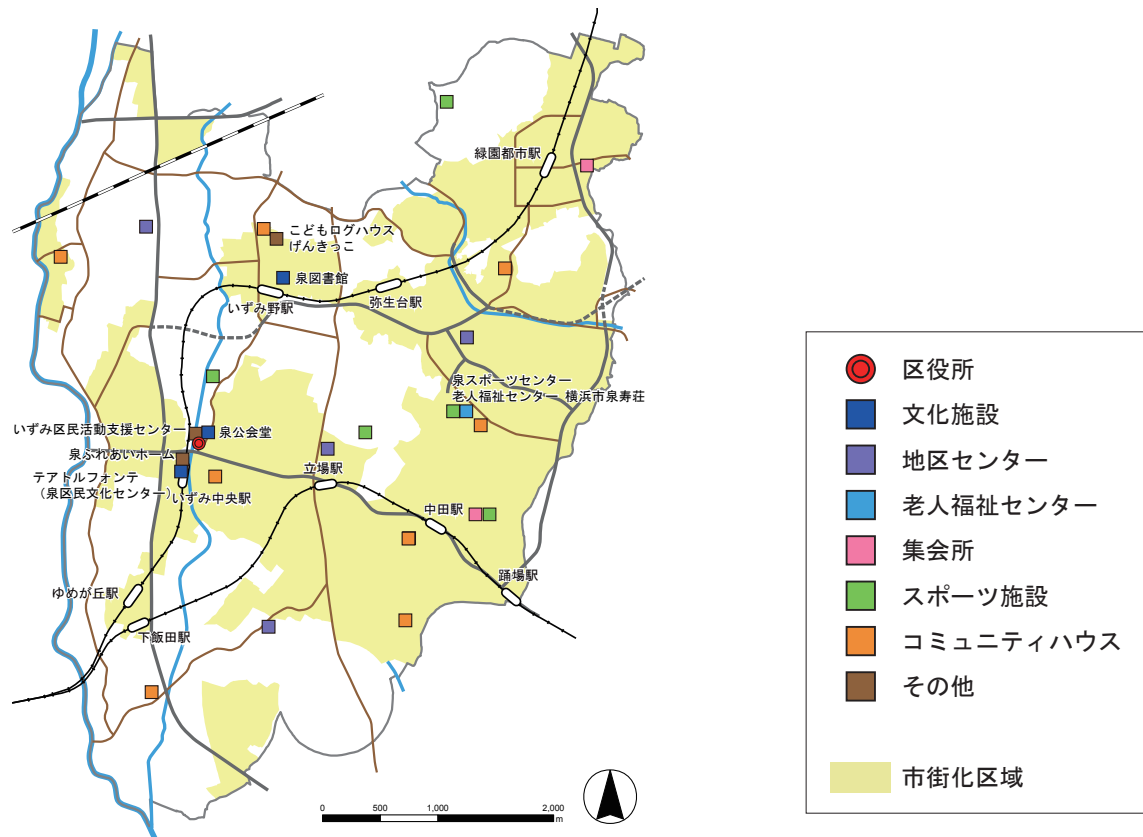 緑園都市駅
こどもログハウス
げんきっこ
泉図書館
いずみ野駅
弥生台駅
泉スポーツセンター
老人福祉センター 横浜市泉寿荘
いずみ区民活動支援センター
泉公会堂
泉ふれあいホーム
テアトルフォンテ
（泉区民文化センター）
いずみ中央駅
立場駅
中田駅
踊場駅
ゆめが丘駅
下飯田駅
0 500 1,000 2,000
m
区役所
文化施設
地区センター
老人福祉センター
集会所
スポーツ施設
コミュニティハウス
その他
市街化区域